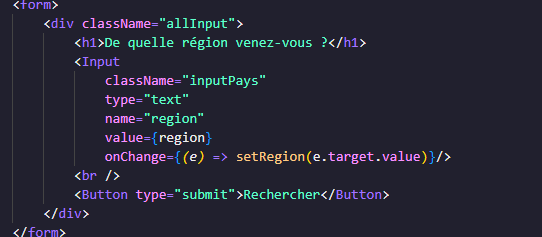 <form>
<div className="allInput">
<h1>De quelle région venez-vous ?</h1>
<Input
className="inputPays"
type="text"
name="region"
value={region}
onChange={(e) => setRegion(e.target.value)}/>
<br />
<Button type="submit">Rechercher</Button>
</div>
</form>